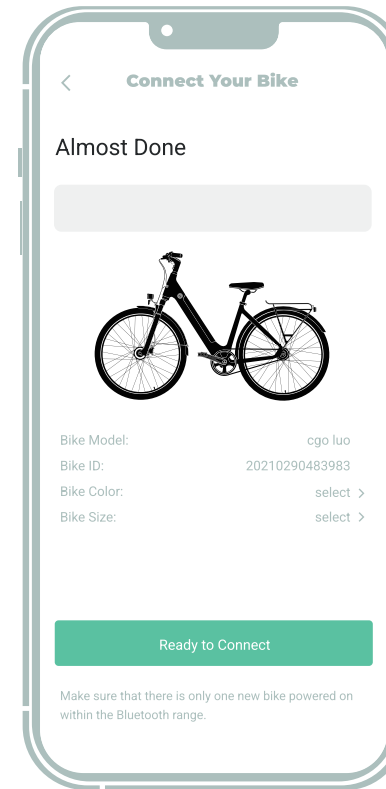 Connect Your Bike
Almost Done
Bike Model: cgo luo
Bike ID: 20210290483983
Bike Color: select
Bike Size: select
Ready to Connect
Make sure that there is only one new bike powered on
within the Bluetooth range.